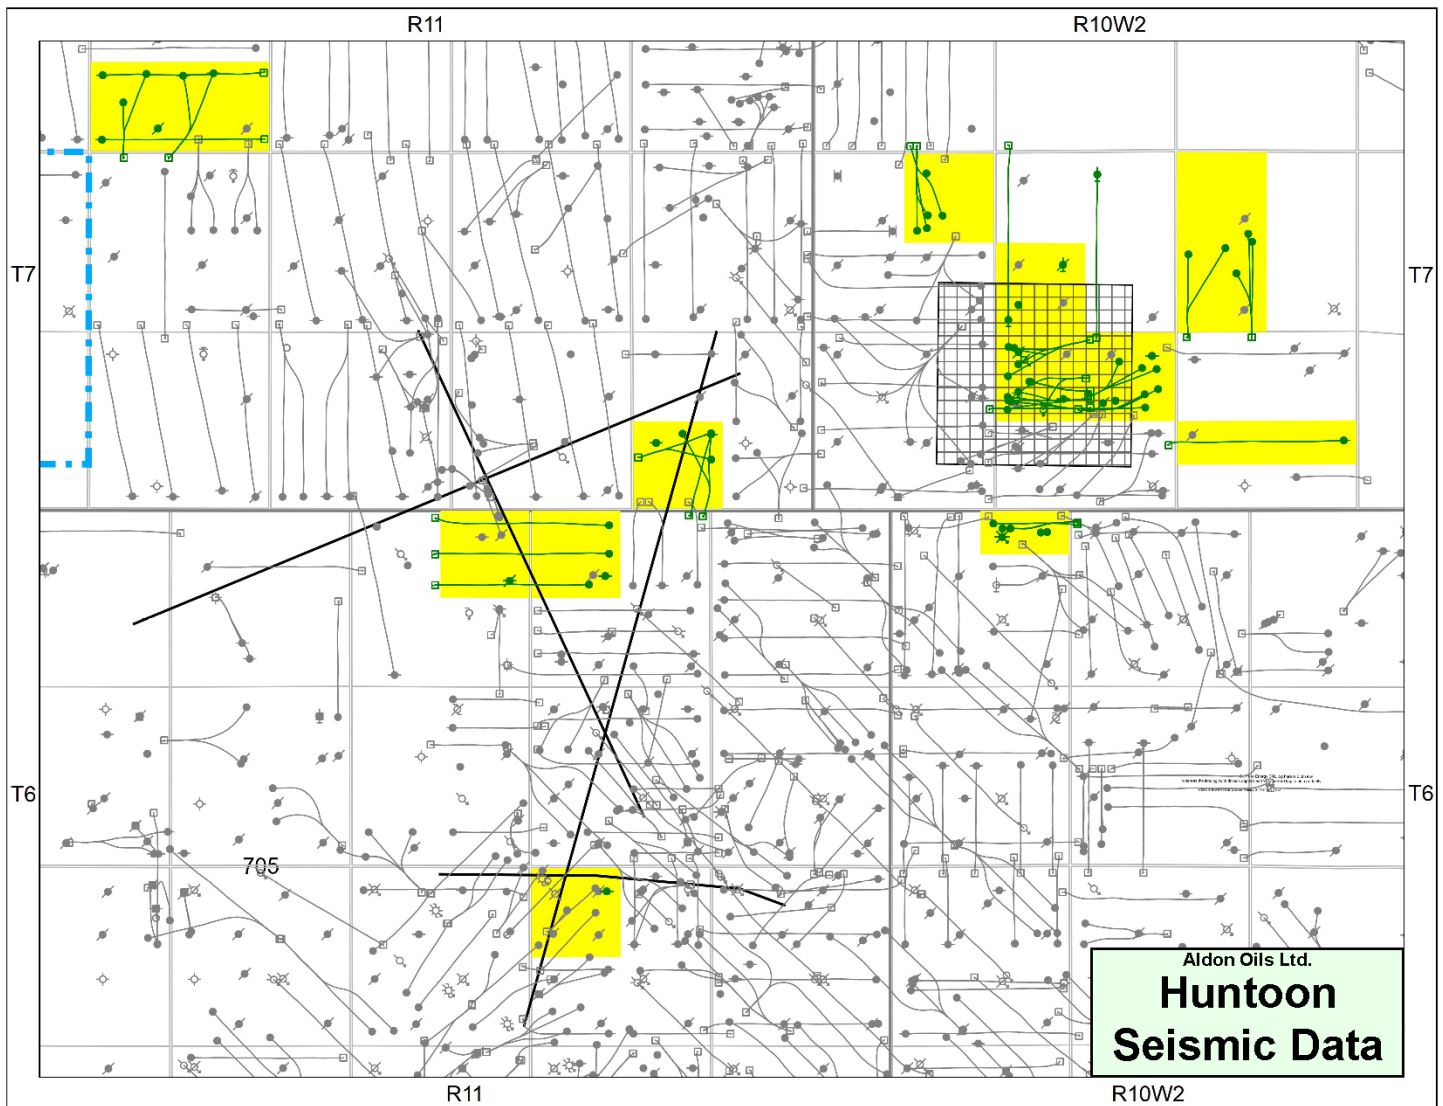 R11 R10W2
T7 T7
T6 T6
705
Aldon Oils Ltd.
Huntoon
Seismic Data
R11 R10W2